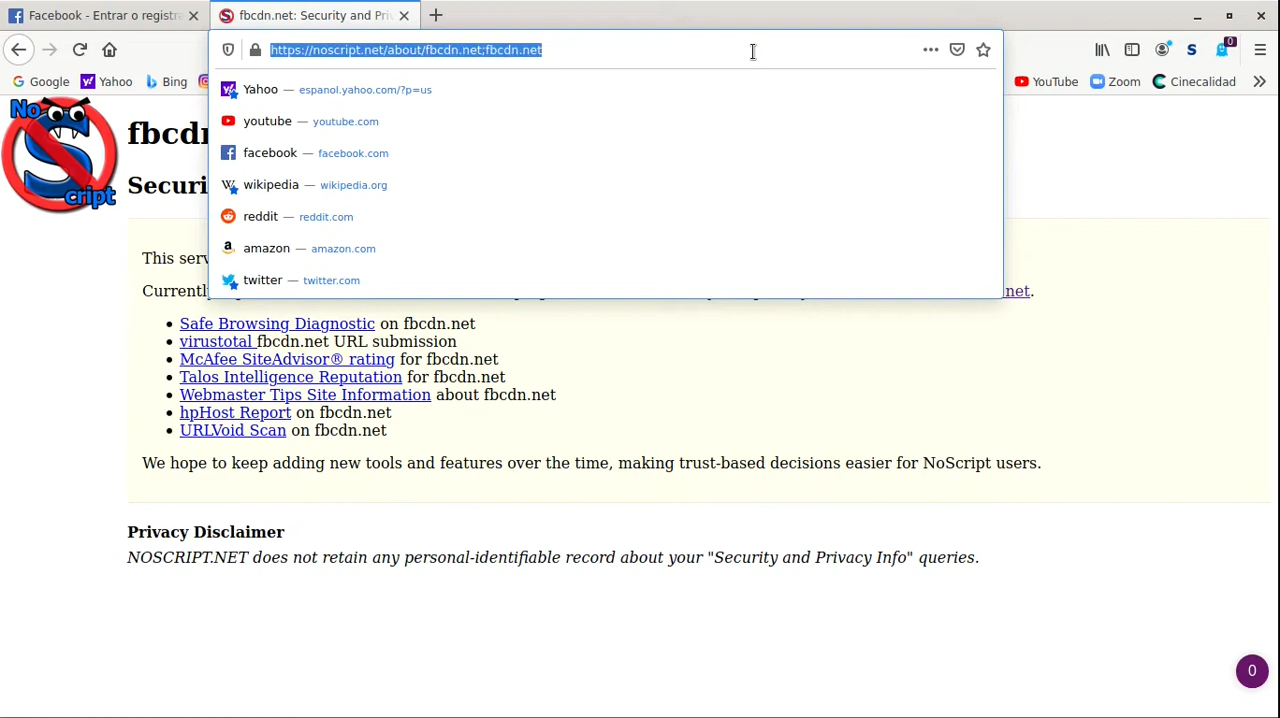 Facebook - Entrar o registra
fbcdn.net: Security and Pri
https://noscript.net/about/fbcdn.net;fbcdn.net
S
0
Google
Yahoo
Bing
YouTube
Zoom
Cinecalidad
Yahoo — espanol.yahoo.com/?p=us
youtube — youtube.com
facebook — facebook.com
wikipedia — wikipedia.org
reddit — reddit.com
amazon — amazon.com
twitter — twitter.com
No
Script
fbcdn
Securi
This serv
Currently
net.
Safe Browsing Diagnostic on fbcdn.net
virustotal fbcdn.net URL submission
McAfee SiteAdvisor® rating for fbcdn.net
Talos Intelligence Reputation for fbcdn.net
Webmaster Tips Site Information about fbcdn.net
hpHost Report on fbcdn.net
URLVoid Scan on fbcdn.net
We hope to keep adding new tools and features over the time, making trust-based decisions easier for NoScript users.
Privacy Disclaimer
NOSCRIPT.NET does not retain any personal-identifiable record about your "Security and Privacy Info" queries.
0